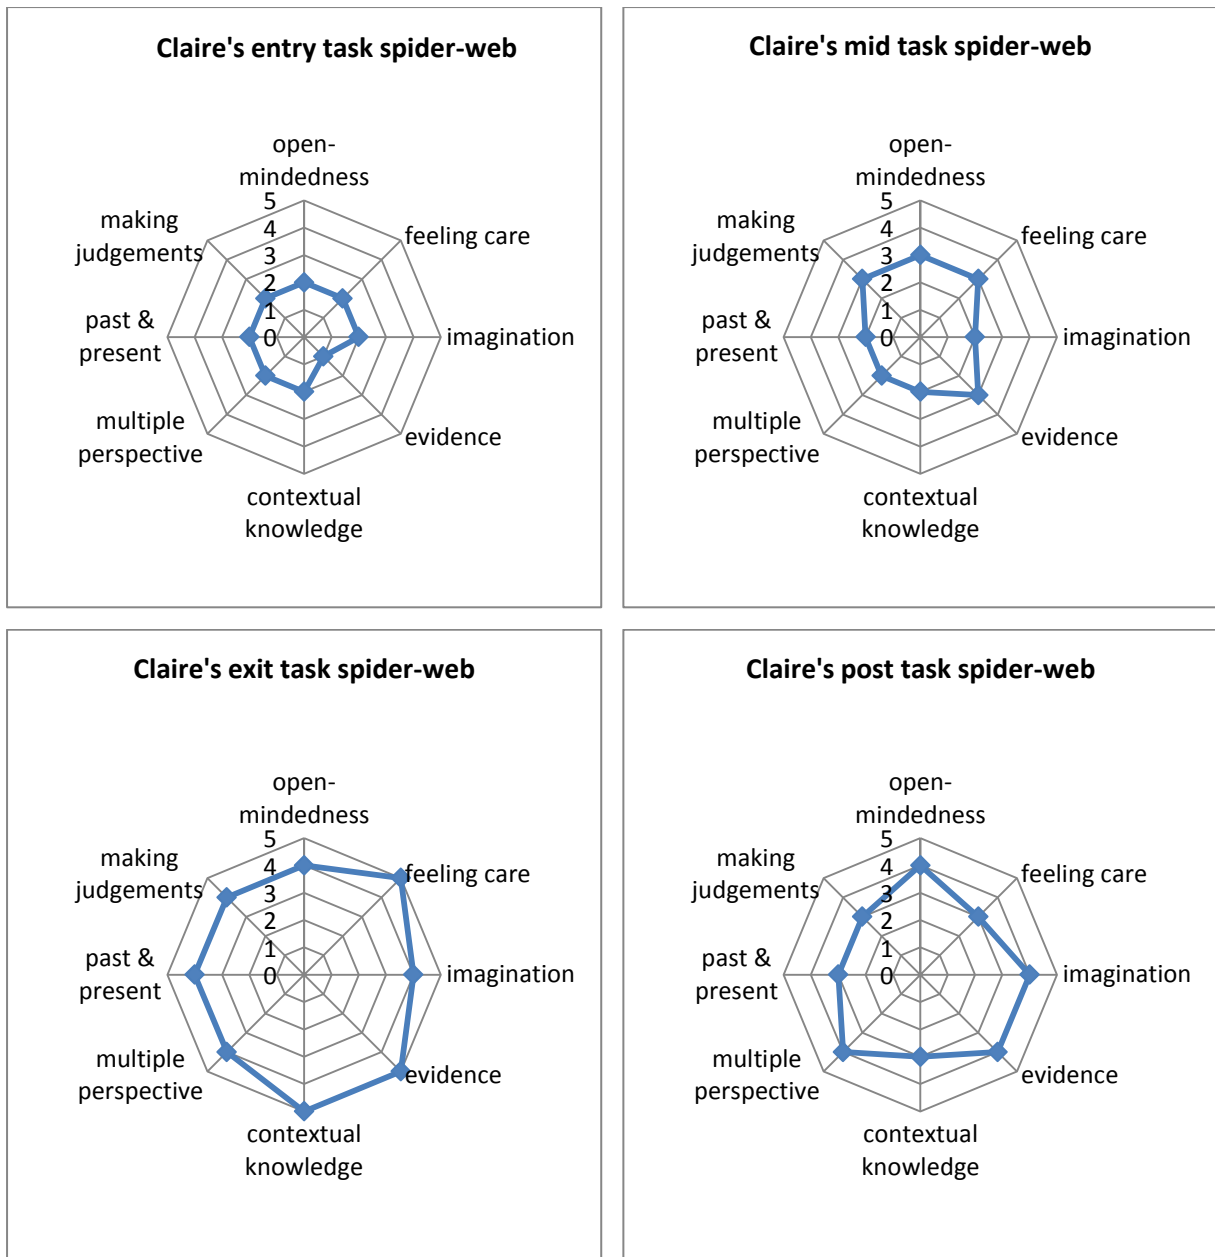 Claire's entry task spider-web
open-
mindedness
feeling care
imagination
evidence
contextual
knowledge
multiple
perspective
past &
present
making
judgements
5
4
3
2
1
0
Claire's mid task spider-web
open-
mindedness
feeling care
imagination
evidence
contextual
knowledge
multiple
perspective
past &
present
making
judgements
5
4
3
2
1
0
Claire's exit task spider-web
open-
mindedness
feeling care
imagination
evidence
contextual
knowledge
multiple
perspective
past &
present
making
judgements
5
4
3
2
1
0
Claire's post task spider-web
open-
mindedness
feeling care
imagination
evidence
contextual
knowledge
multiple
perspective
past &
present
making
judgements
5
4
3
2
1
0